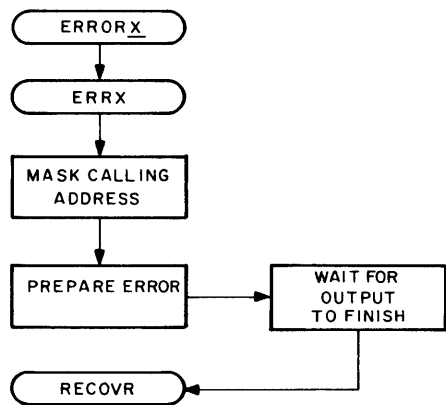 ERRORX
ERRX
MASK CALLING
ADDRESS
PREPARE ERROR
WAIT FOR
OUTPUT
TO FINISH
RECOVR